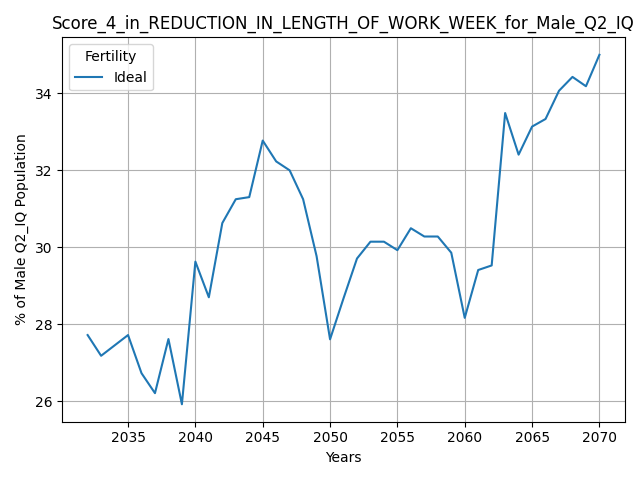 Score_4_in_REDUCTION_IN_LENGTH_OF_WORK_WEEK_for_Male_Q2_IQ
Fertility
Ideal
% of Male Q2_IQ Population
34
32
30
28
26
2035 2040 2045 2050 2055 2060 2065 2070
Years